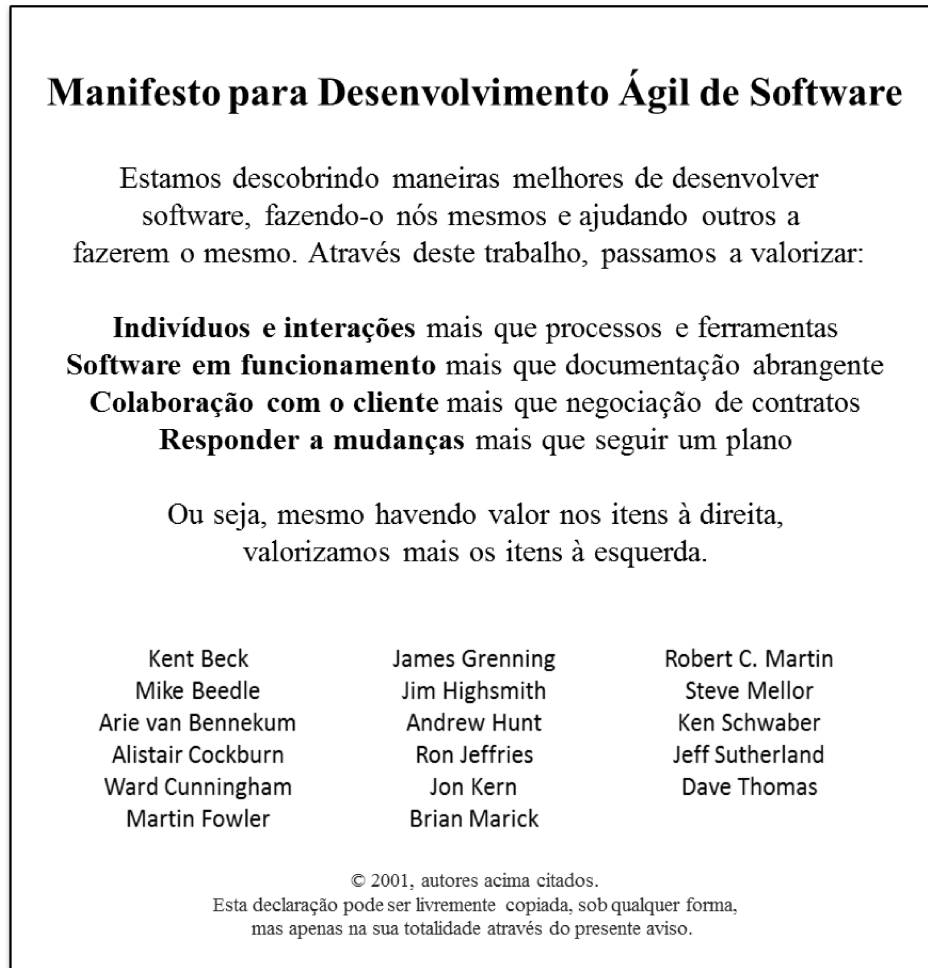 Manifesto para Desenvolvimento Ágil de Software
Estamos descobrindo maneiras melhores de desenvolver
software, fazendo-o nós mesmos e ajudando outros a
fazerem o mesmo. Através deste trabalho, passamos a valorizar:
Indivíduos e interações mais que processos e ferramentas
Software em funcionamento mais que documentação abrangente
Colaboração com o cliente mais que negociação de contratos
Responder a mudanças mais que seguir um plano
Ou seja, mesmo havendo valor nos itens à direita,
valorizamos mais os itens à esquerda.
Kent Beck
Mike Beedle
Arie van Bennekum
Alistair Cockburn
Ward Cunningham
Martin Fowler
James Grenning
Jim Highsmith
Andrew Hunt
Ron Jeffries
Jon Kern
Brian Marick
Robert C. Martin
Steve Mellor
Ken Schwaber
Jeff Sutherland
Dave Thomas
© 2001, autores acima citados.
Esta declaração pode ser livremente copiada, sob qualquer forma,
mas apenas na sua totalidade através do presente aviso.